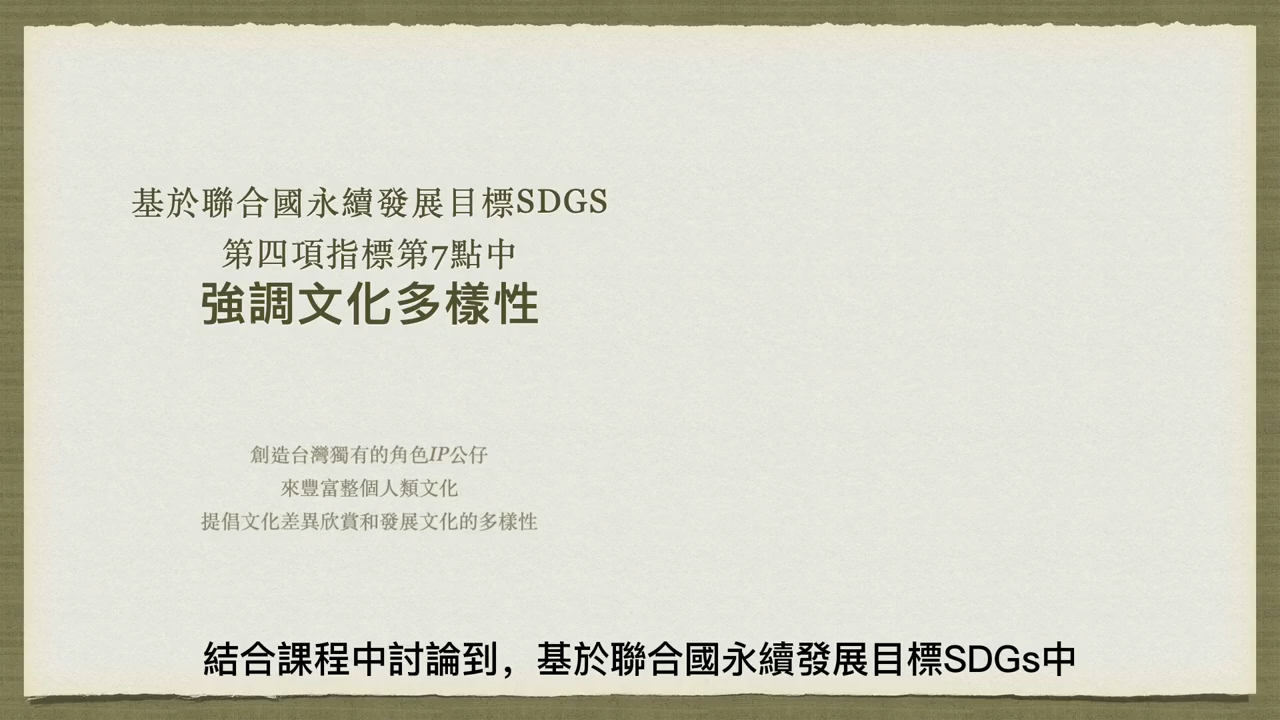 基於聯合國永續發展目標SDGS
第四項指標第7點中
強調文化多樣性
創造台灣獨有的角色IP公仔
來豐富整個人類文化
提倡文化差異欣賞和發展文化的多樣性
結合課程中討論到，基於聯合國永續發展目標SDGs中